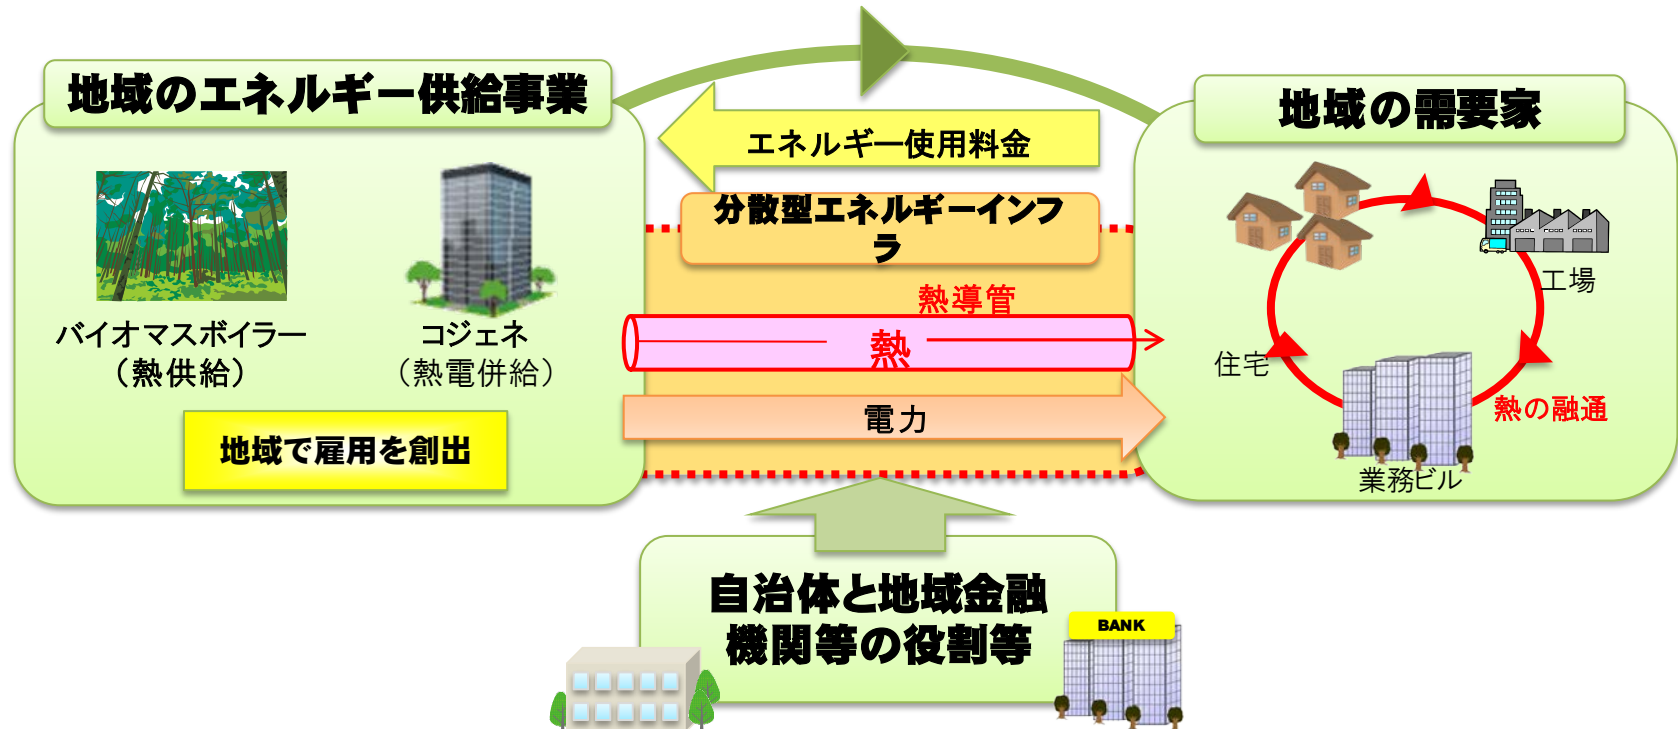 地域のエネルギー供給事業
地域の需要家
エネルギー使用料金
分散型エネルギーインフ
ラ
熱導管
熱
電力
バイオマスボイラー
（熱供給）
コジェネ
（熱電併給）
地域で雇用を創出
工場
住宅
熱の融通
業務ビル
自治体と地域金融
機関等の役割等
BANK